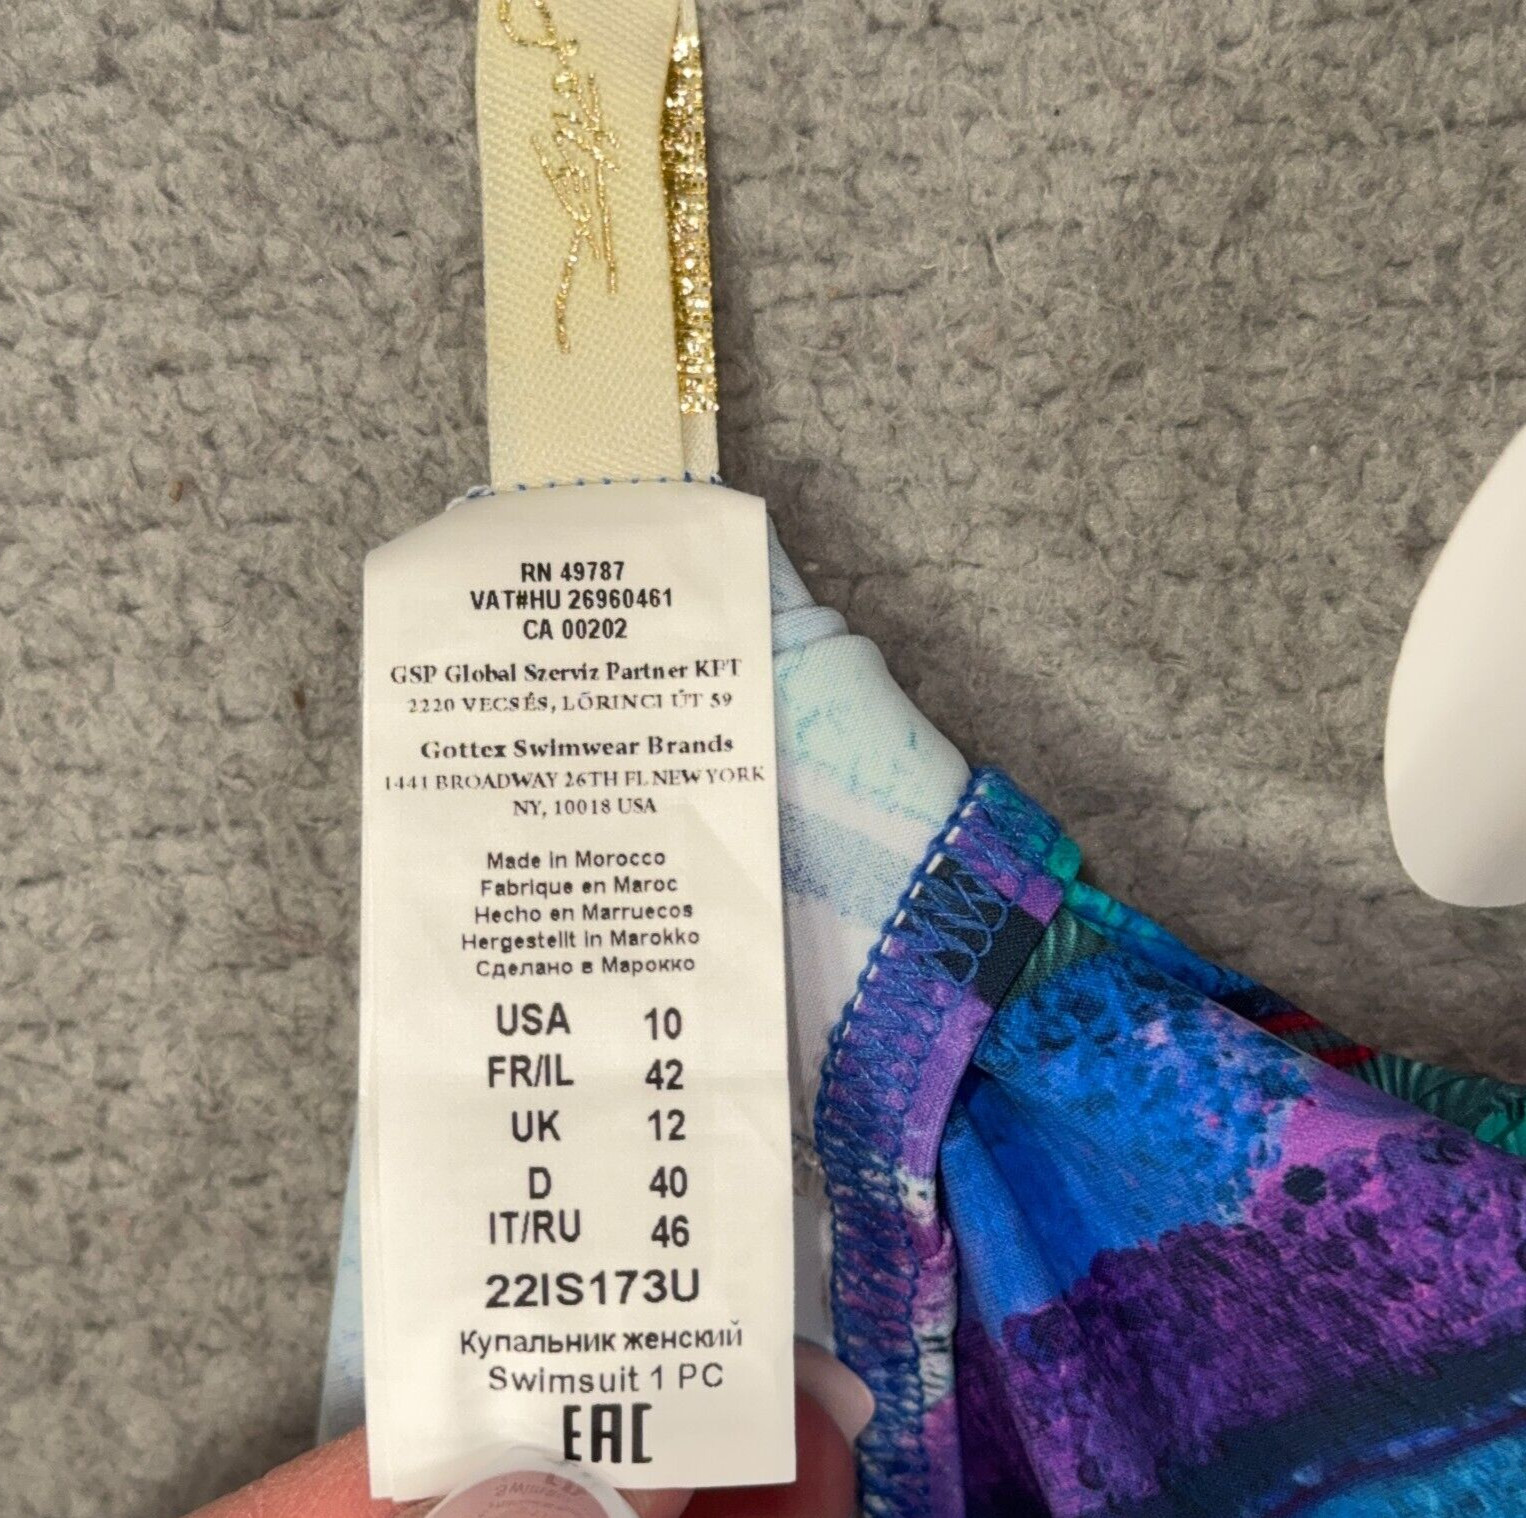 RN 49787
VAT#HU 26960461
CA 00202
GSP Global Szerviz Partner KFT
2220 VECSÉS, LŐRINCI ÚT 59
Gottex Swimwear Brands
1441 BROADWAY 26TH FL NEW YORK
NY, 10018 USA
Made in Morocco
Fabrique en Maroc
Hecho en Marruecos
Hergestellt in Marokko
Сделано в Марокко
USA 10
FR/IL 42
UK 12
D 40
IT/RU 46
22IS173U
Купальник женский
Swimsuit 1 PC
EAC